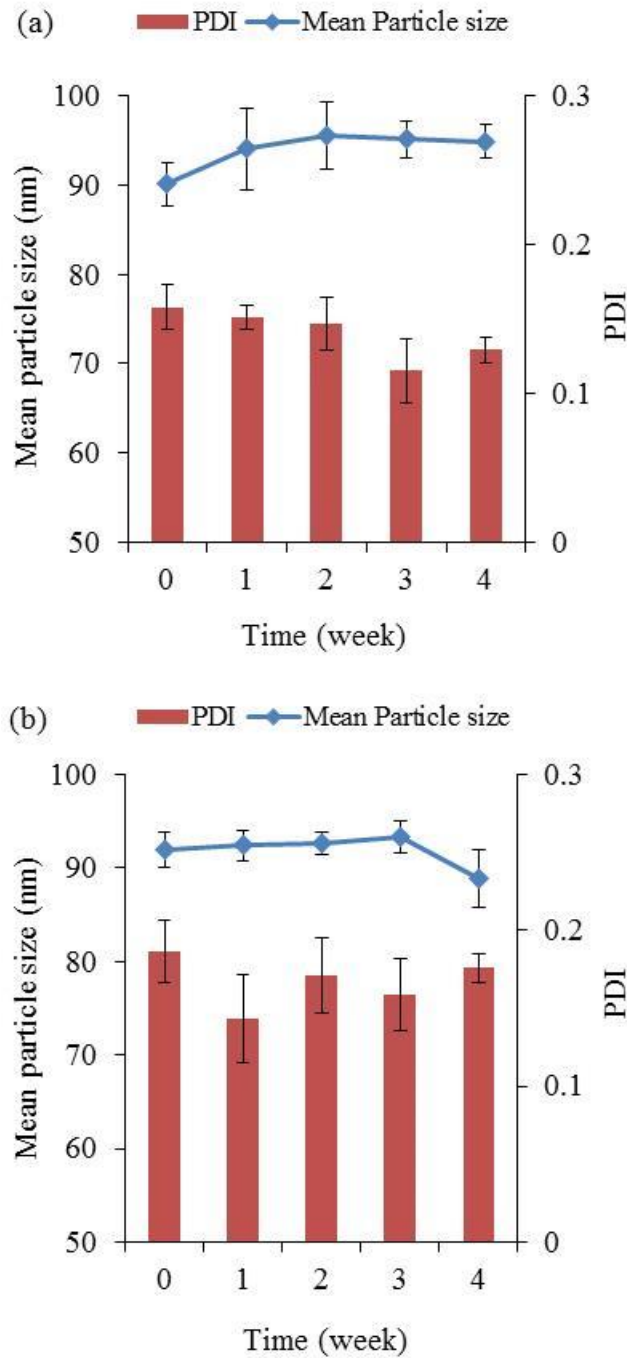 (a)
PDI Mean Particle size
100
90
80
70
60
50
Mean particle size (nm)
0.3
0.2
0.1
0
PDI
0 1 2 3 4
Time (week)
(b)
PDI Mean Particle size
100
90
80
70
60
50
Mean particle size (nm)
0.3
0.2
0.1
0
PDI
0 1 2 3 4
Time (week)